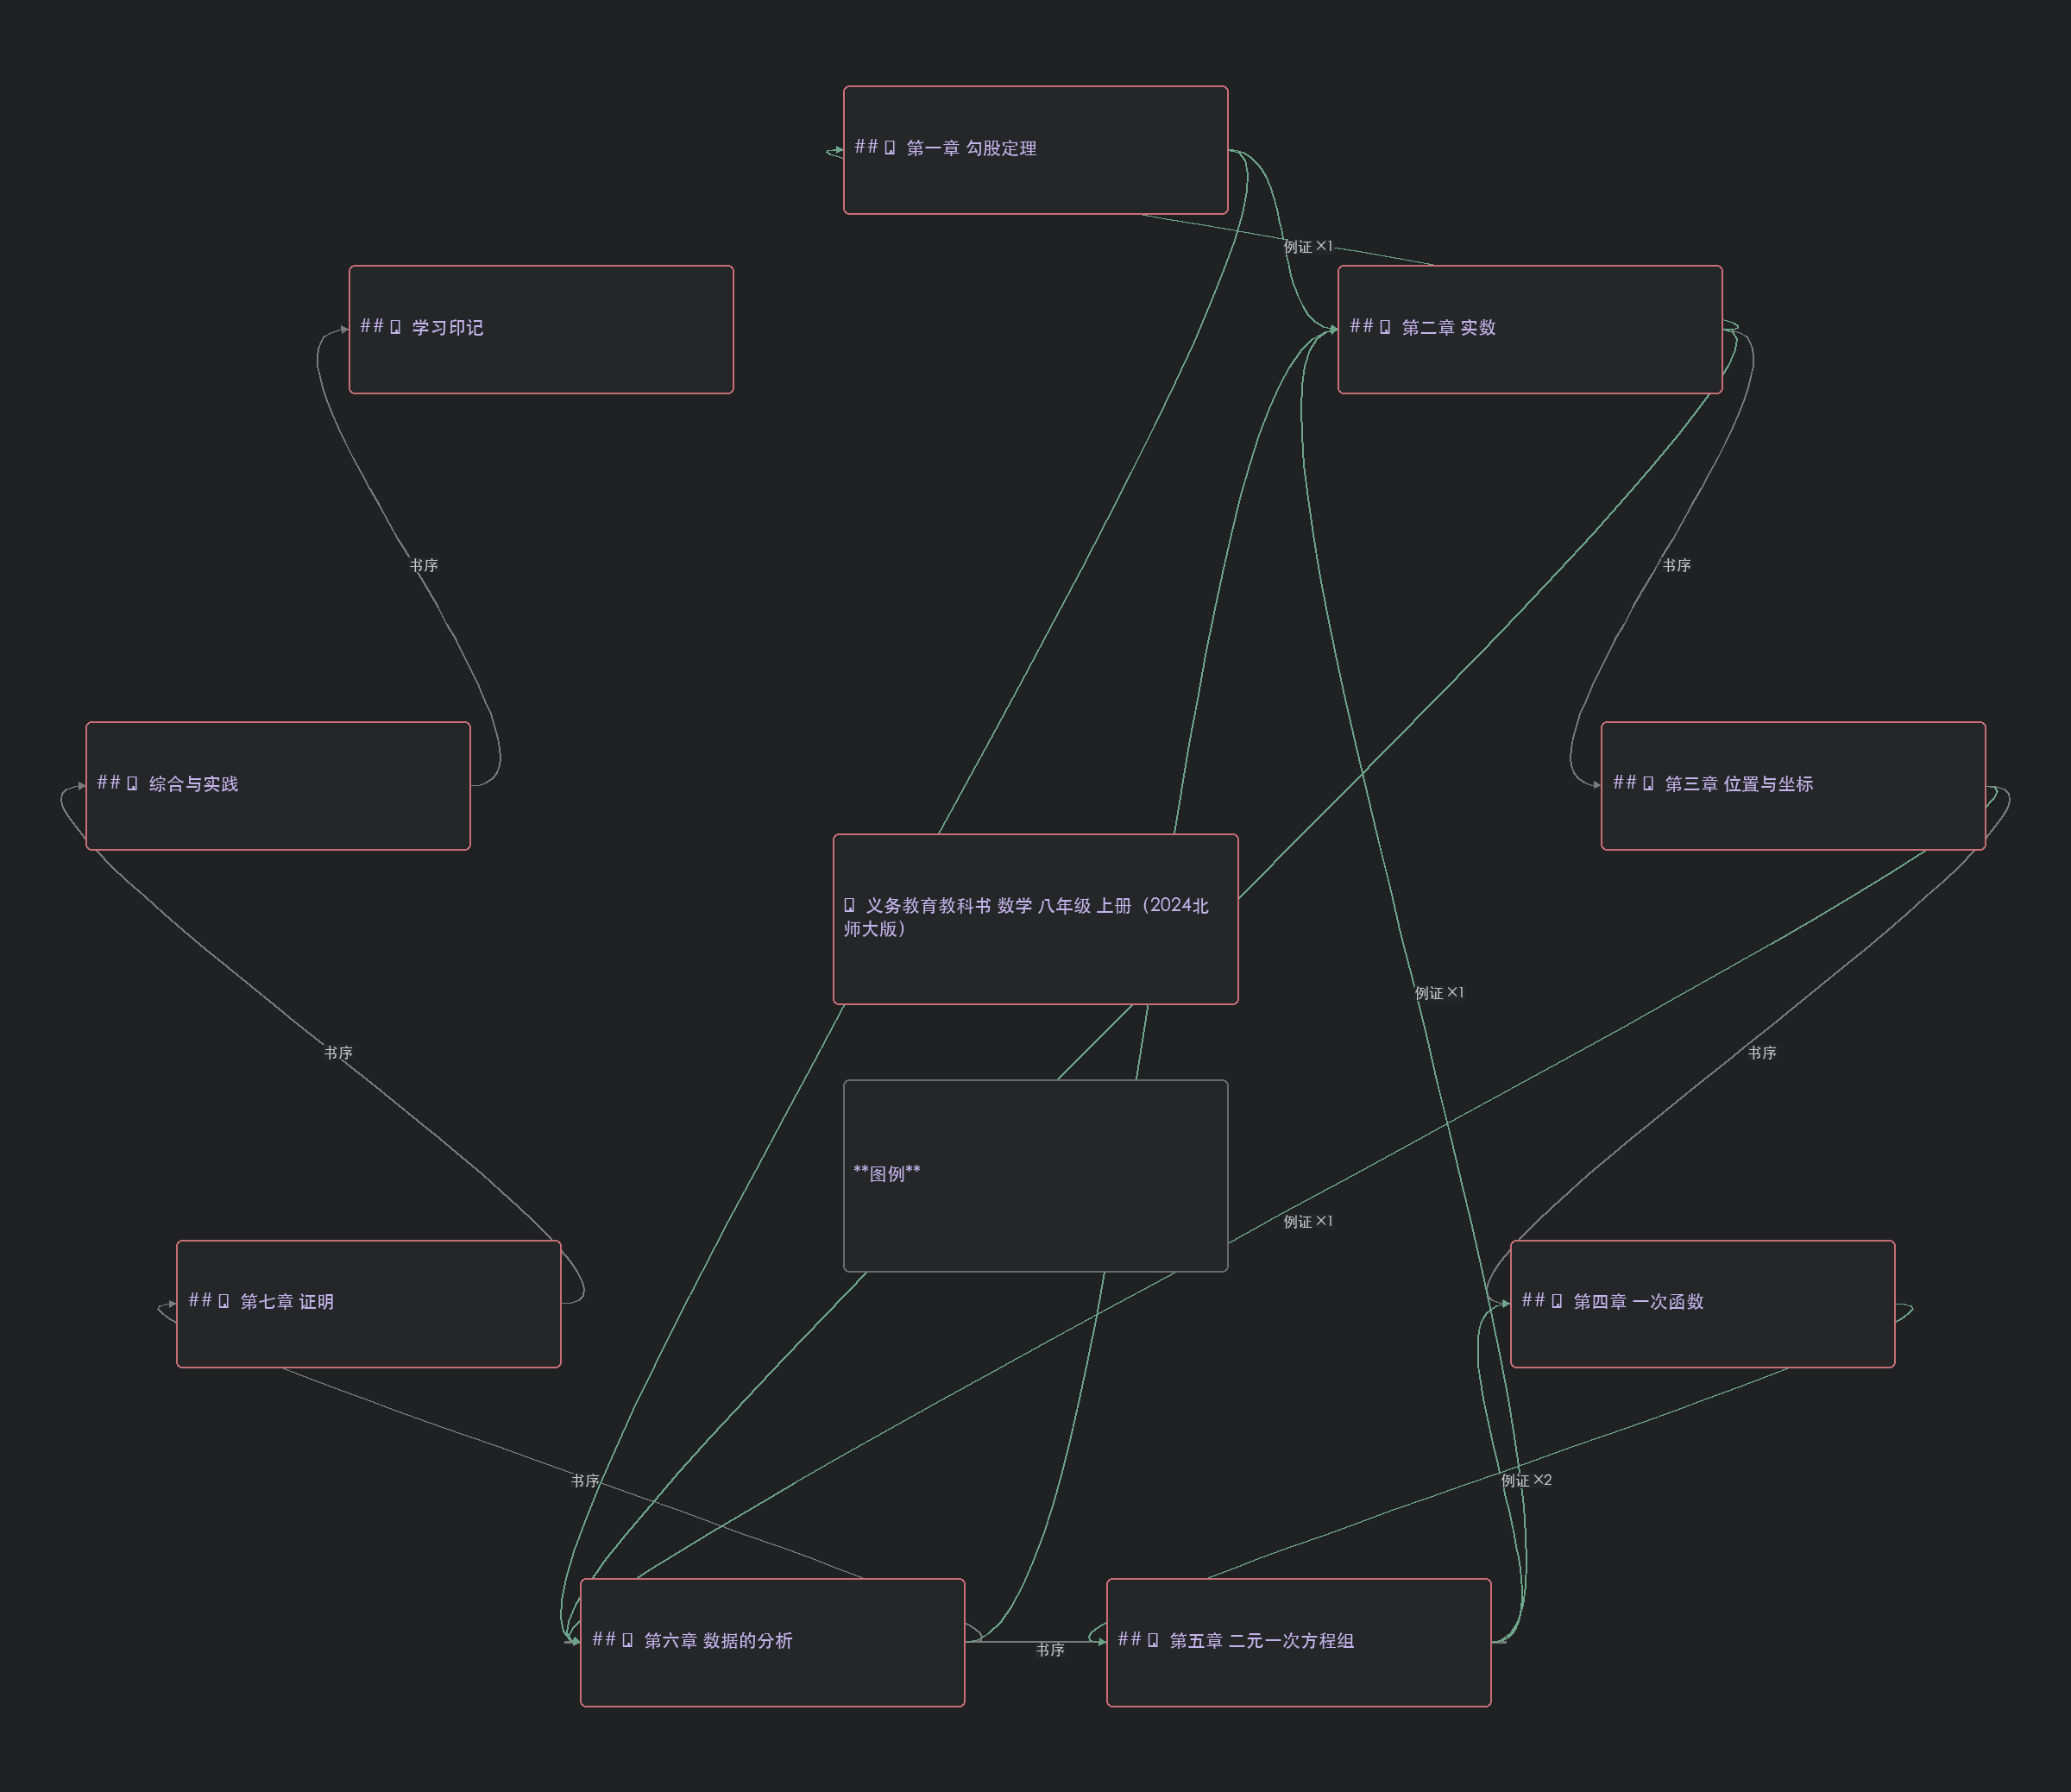 ## 第一章 勾股定理
例证 ×1
## 学习印记
## 第二章 实数
书序
书序
## 综合与实践
## 第三章 位置与坐标
义务教育教科书 数学 八年级 上册（2024北
师大版）
例证 ×1
书序
书序
**图例**
例证 ×1
## 第七章 证明
## 第四章 一次函数
书序
例证 ×2
## 第六章 数据的分析
书序
## 第五章 二元一次方程组